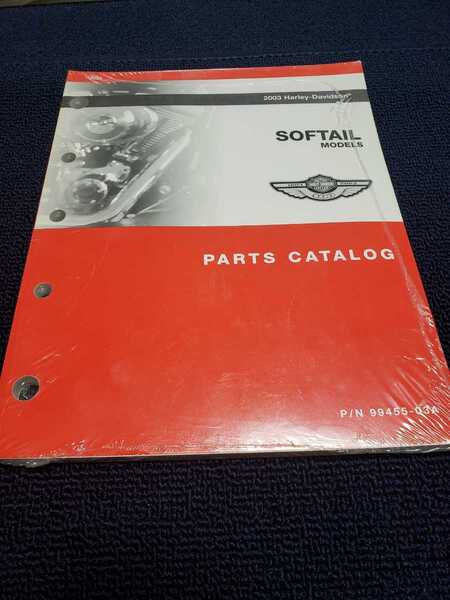 2003 Harley-Davidson®
SOFTAIL
MODELS
PARTS CATALOG
P/N 99455-03A